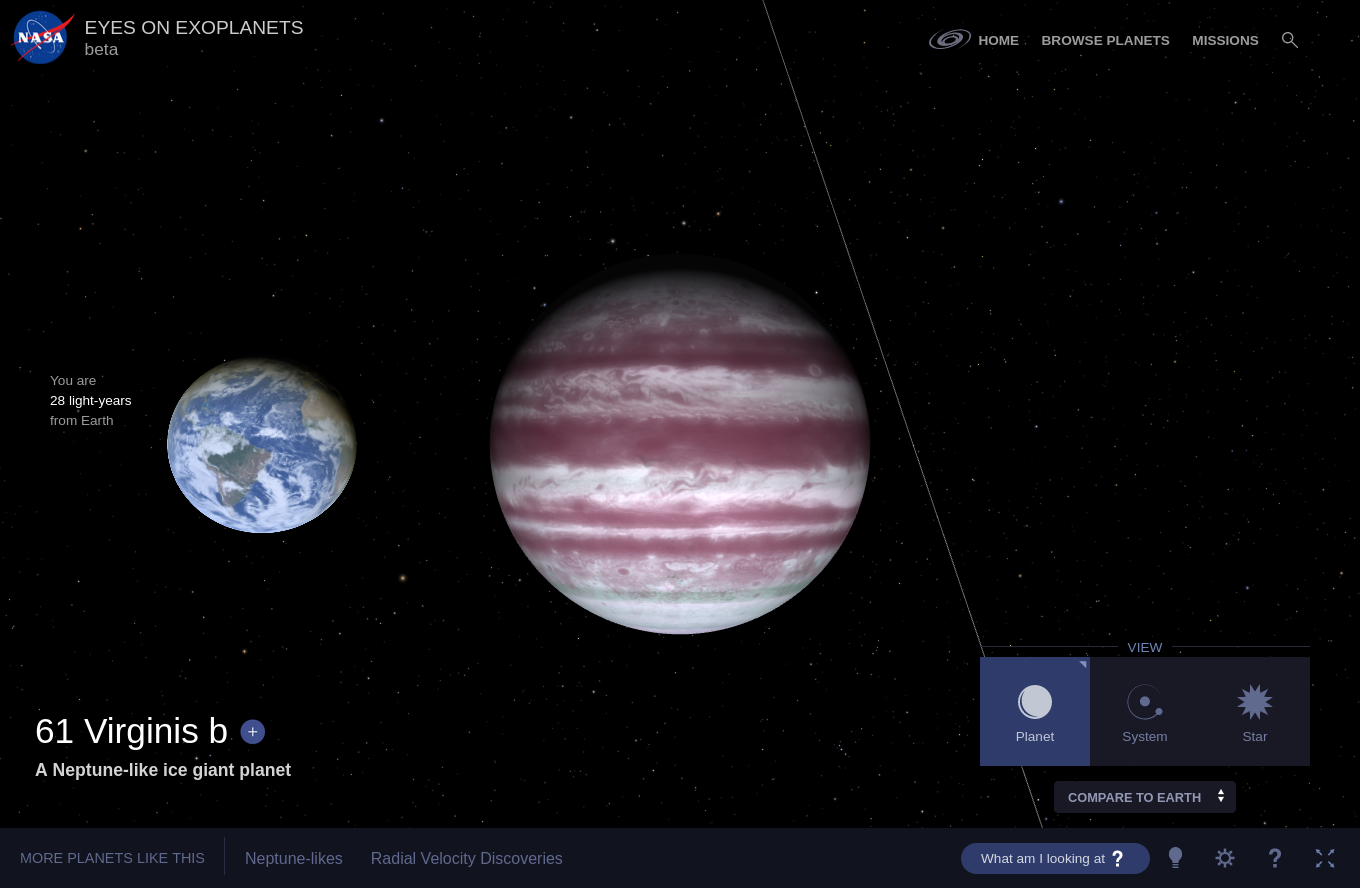 NASA
EYES ON EXOPLANETS
beta
HOME
BROWSE PLANETS
MISSIONS
You are
28 light-years
from Earth
VIEW
Planet
System
Star
61 Virginis b +
A Neptune-like ice giant planet
COMPARE TO EARTH
MORE PLANETS LIKE THIS
Neptune-likes
Radial Velocity Discoveries
What am I looking at ?
?